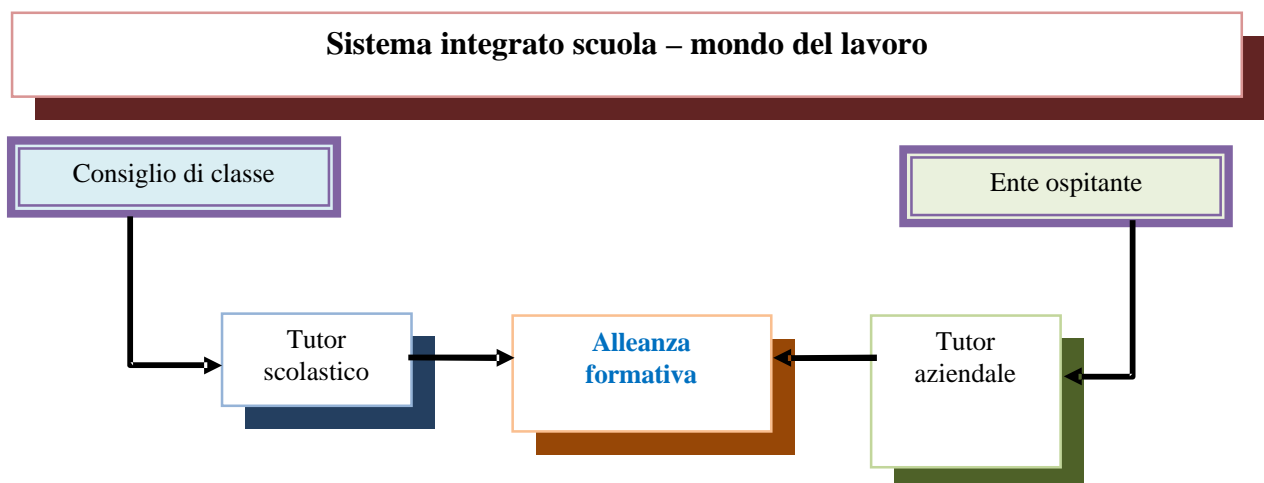 Sistema integrato scuola – mondo del lavoro
Consiglio di classe
Ente ospitante
Tutor
scolastico
Alleanza
formativa
Tutor
aziendale